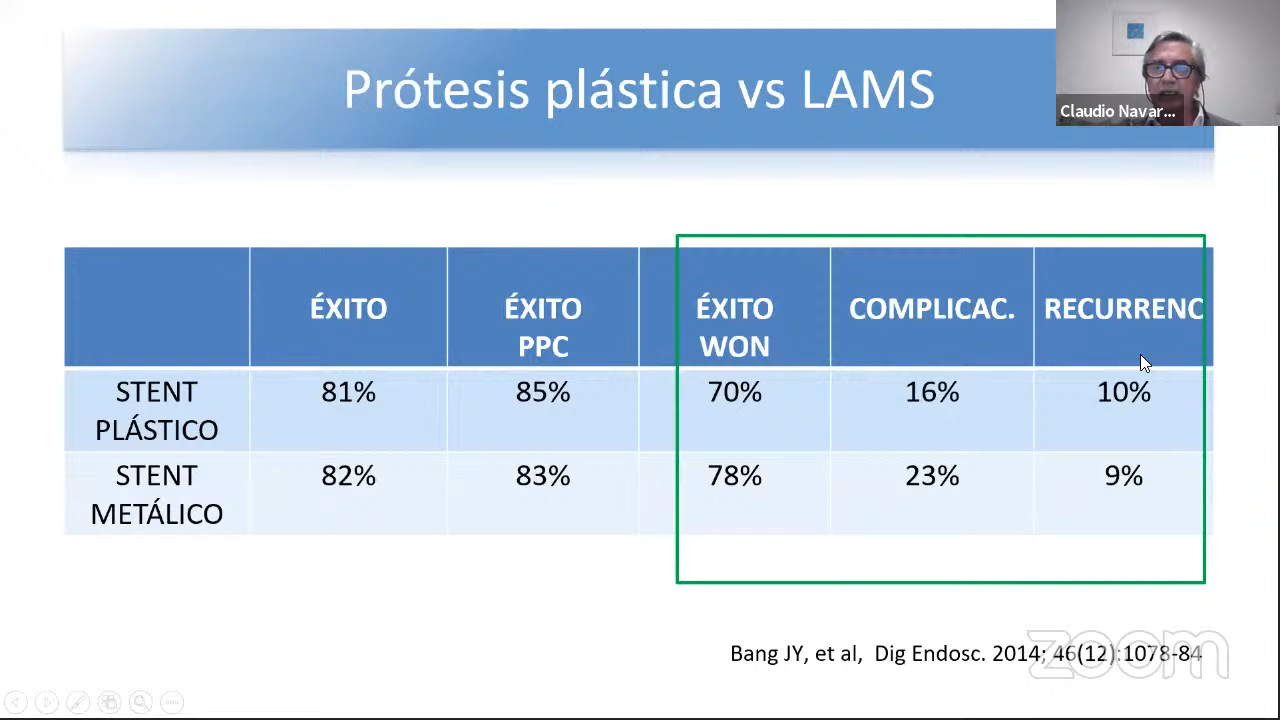 Prótesis plástica vs LAMS
Claudio Navar...
ÉXITO
ÉXITO PPC
ÉXITO WON
COMPLICAC.
RECURRENC
STENT PLÁSTICO
81%
85%
70%
16%
10%
STENT METÁLICO
82%
83%
78%
23%
9%
Bang JY, et al, Dig Endosc. 2014; 46(12):1078-84
zoom